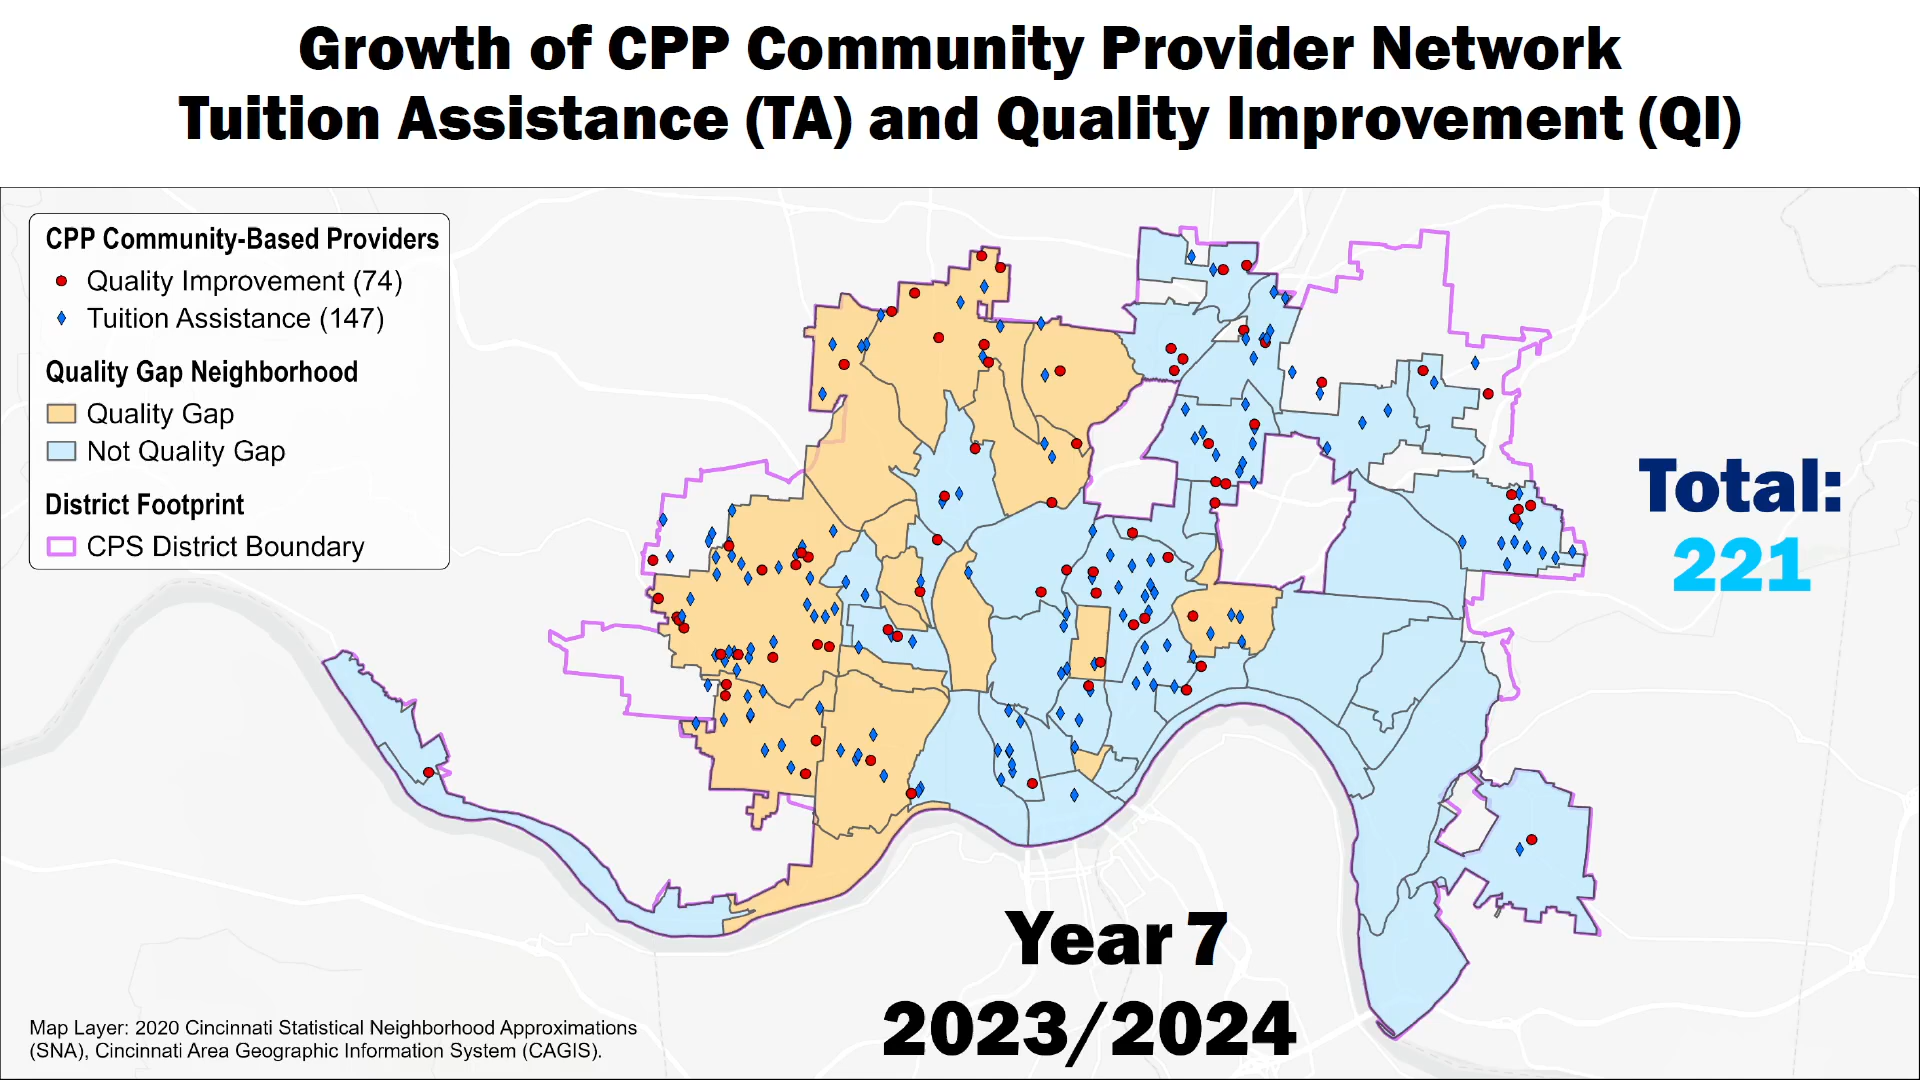 Growth of CPP Community Provider Network
Tuition Assistance (TA) and Quality Improvement (QI)
CPP Community-Based Providers
Quality Improvement (74)
Tuition Assistance (147)
Quality Gap Neighborhood
Quality Gap
Not Quality Gap
District Footprint
CPS District Boundary
Total:
221
Year 7
2023/2024
Map Layer: 2020 Cincinnati Statistical Neighborhood Approximations
(SNA), Cincinnati Area Geographic Information System (CAGIS).